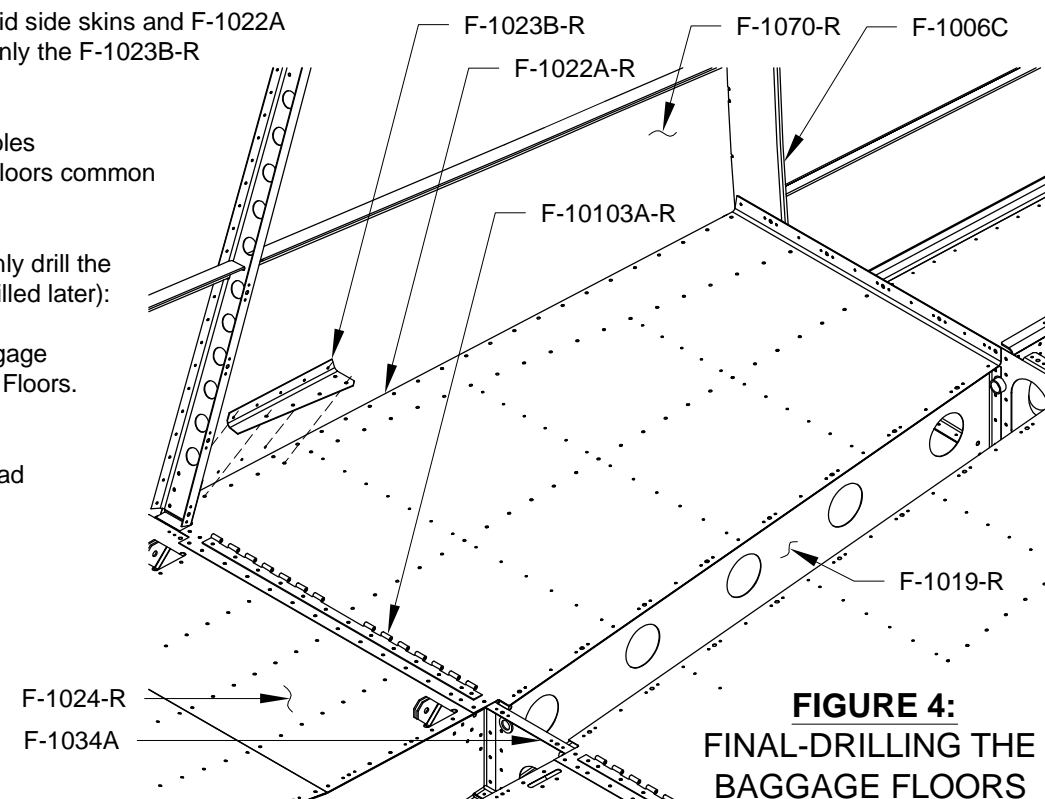 id side skins and F-1022A
nly the F-1023B-R
oles
loors common
nly drill the
illed later):
gage
Floors.
ad
F-1023B-R
F-1070-R
F-1006C
F-1022A-R
F-10103A-R
F-1019-R
F-1024-R
F-1034A
FIGURE 4:
FINAL-DRILLING THE
BAGGAGE FLOORS